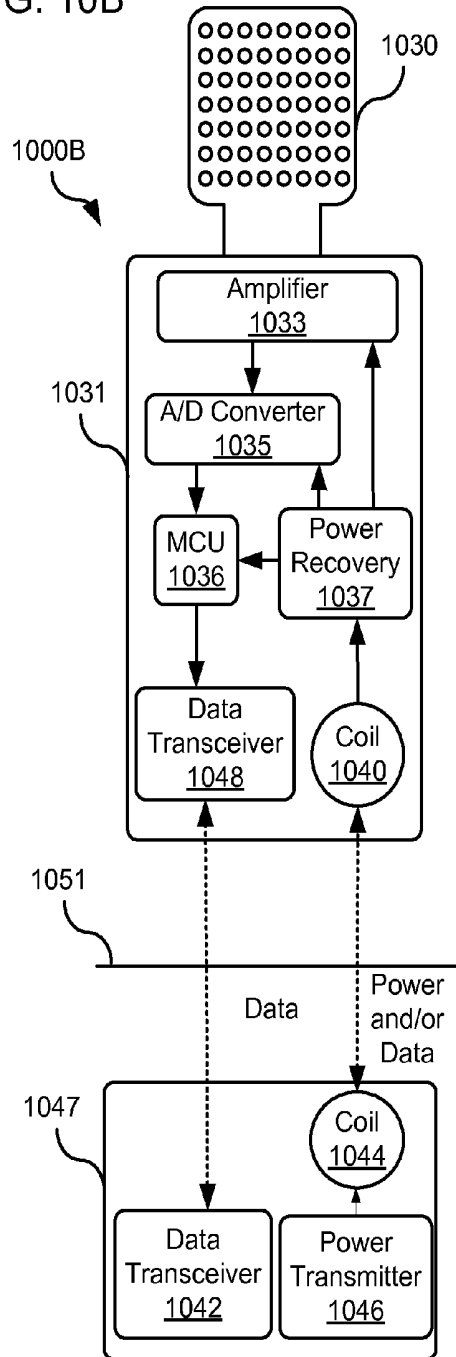 G. 10B
1030
1000B
Amplifier
1033
1031
A/D Converter
1035
MCU
1036
Power
Recovery
1037
Data
Transceiver
1048
Coil
1040
1051
Data
Power
and/or
Data
1047
Coil
1044
Data
Transceiver
1042
Power
Transmitter
1046